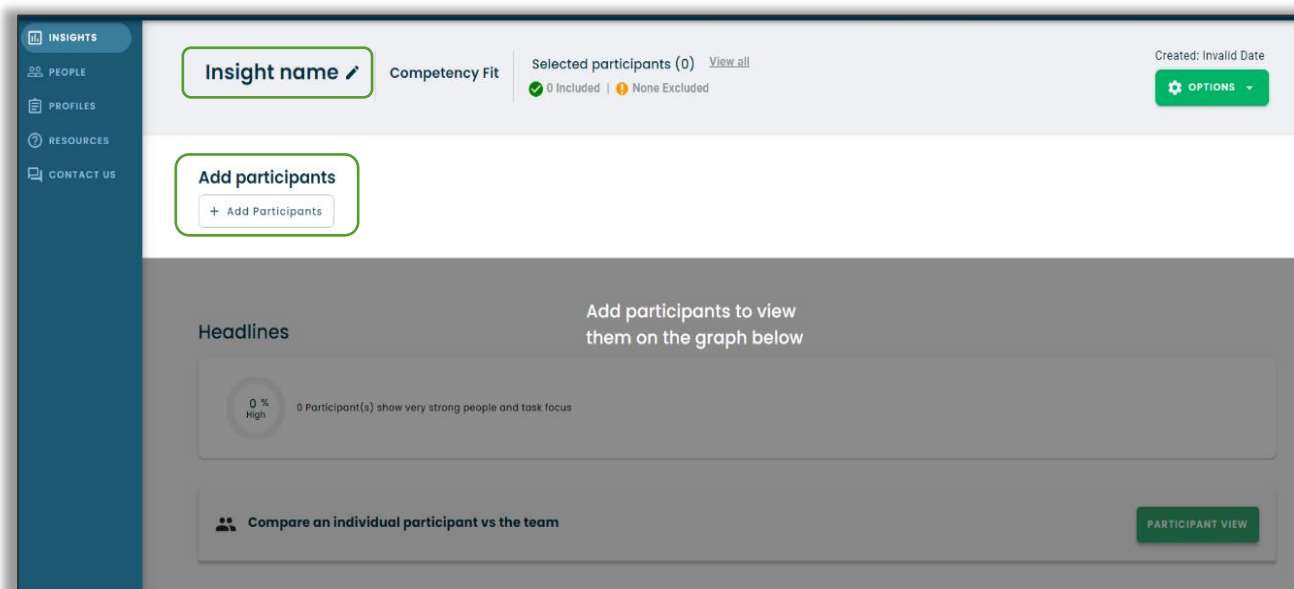 INSIGHTS
PEOPLE
PROFILES
RESOURCES
CONTACT US
Insight name
Competency Fit
Selected participants (0) View all
0 Included | None Excluded
Created: Invalid Date
OPTIONS
Add participants
+ Add Participants
Add participants to view
them on the graph below
Headlines
0 %
High
0 Participant(s) show very strong people and task focus
Compare an individual participant vs the team
PARTICIPANT VIEW